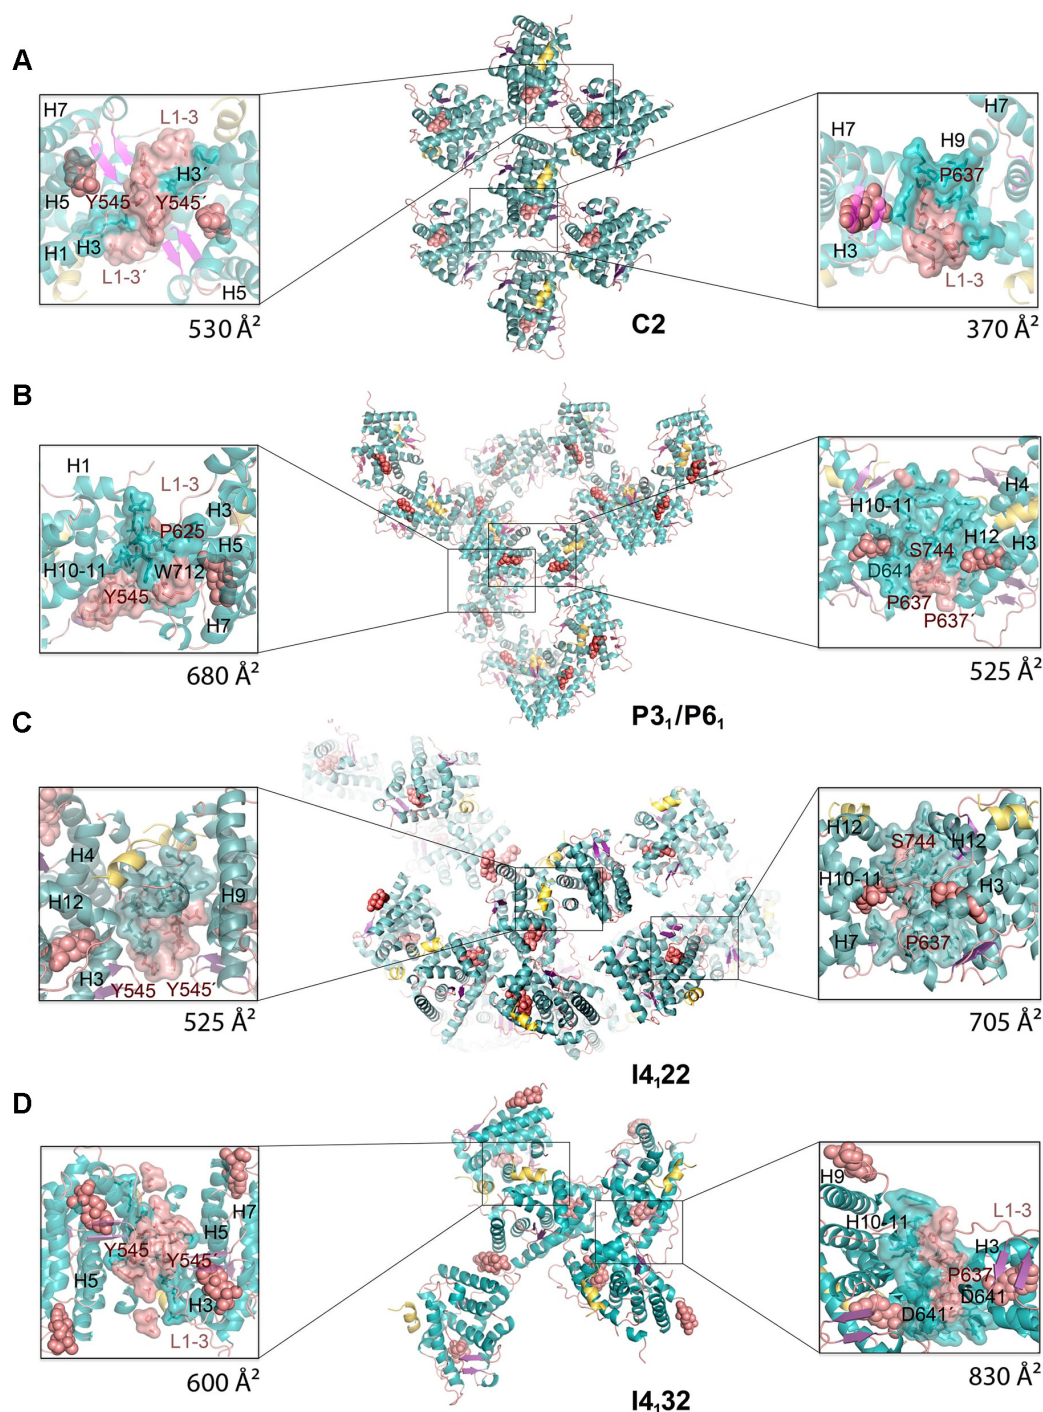 A
H7
L1-3
H3´
H5
Y545
Y545´
H1
H3
L1-3´
H5
530 Å²
C2
H7
H7
H9
P637
H3
L1-3
370 Å²
B
H1
L1-3
H3
P625
H5
H10-11
W712
Y545
H7
680 Å²
P3₁/P6₁
H4
H10-11
H12
S744
H3
D641
P637
P637´
525 Å²
C
H4
H12
H9
H3
Y545
Y545´
525 Å²
I4₁22
H12
S744
H12
H10-11
H3
H7
P637
705 Å²
D
H7
H5
Y545
Y545´
H5
H3
L1-3
600 Å²
I4₁32
H9
H10-11
L1-3
H3
P637
D641
D641´
830 Å²